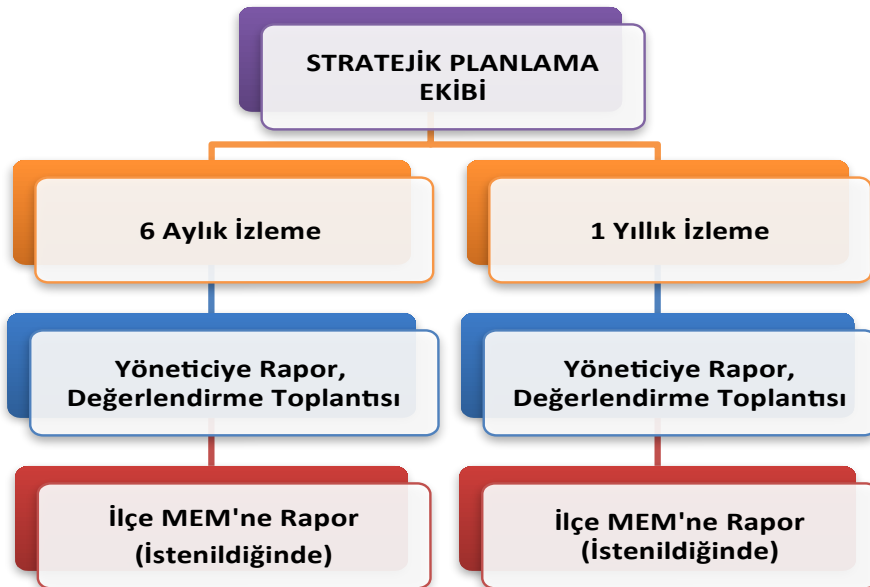 STRATEJİK PLANLAMA
EKİBİ
6 Aylık İzleme
1 Yıllık İzleme
Yöneticiye Rapor,
Değerlendirme Toplantısı
Yöneticiye Rapor,
Değerlendirme Toplantısı
İlçe MEM'ne Rapor
(İstenildiğinde)
İlçe MEM'ne Rapor
(İstenildiğinde)